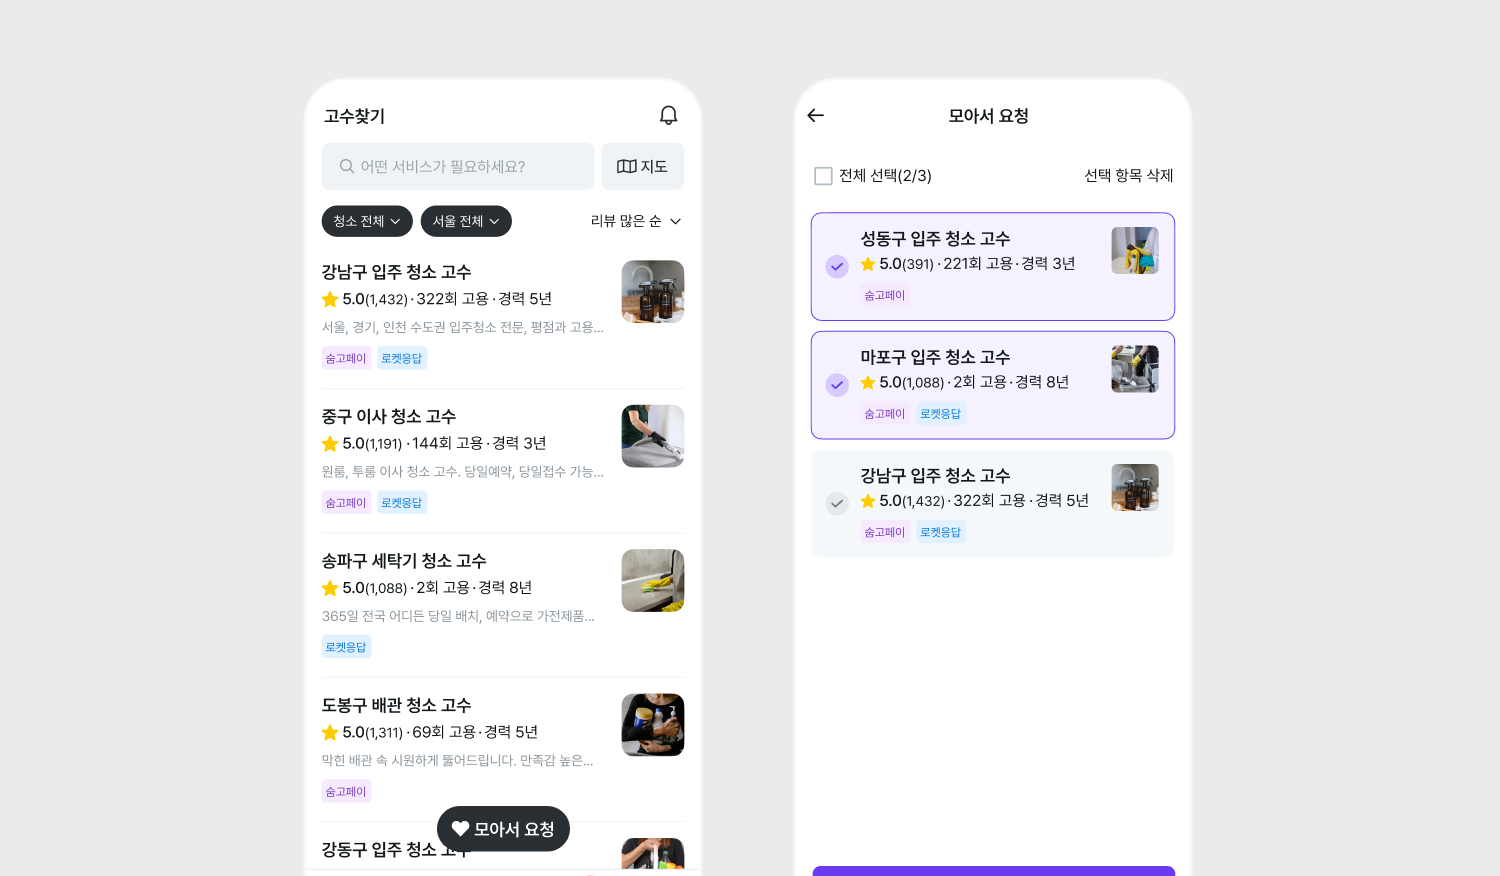 고수찾기
어떤 서비스가 필요하세요?
지도
청소 전체
서울 전체
리뷰 많은 순
강남구 입주 청소 고수
5.0(1,432)·322회 고용·경력 5년
서울, 경기, 인천 수도권 입주청소 전문, 평점과 고용...
숨고페이 로켓응답
중구 이사 청소 고수
5.0(1,191)·144회 고용·경력 3년
원룸, 투룸 이사 청소 고수. 당일예약, 당일접수 가능...
숨고페이 로켓응답
송파구 세탁기 청소 고수
5.0(1,088)·2회 고용·경력 8년
365일 전국 어디든 당일 배치, 예약으로 가전제품...
로켓응답
도봉구 배관 청소 고수
5.0(1,311)·69회 고용·경력 5년
막힌 배관 속 시원하게 뚫어드립니다. 만족감 높은...
숨고페이
모아서 요청
강동구 입주 청소 고수
모아서 요청
전체 선택(2/3)
선택 항목 삭제
성동구 입주 청소 고수
5.0(391)·221회 고용·경력 3년
숨고페이
마포구 입주 청소 고수
5.0(1,088)·2회 고용·경력 8년
숨고페이 로켓응답
강남구 입주 청소 고수
5.0(1,432)·322회 고용·경력 5년
숨고페이 로켓응답